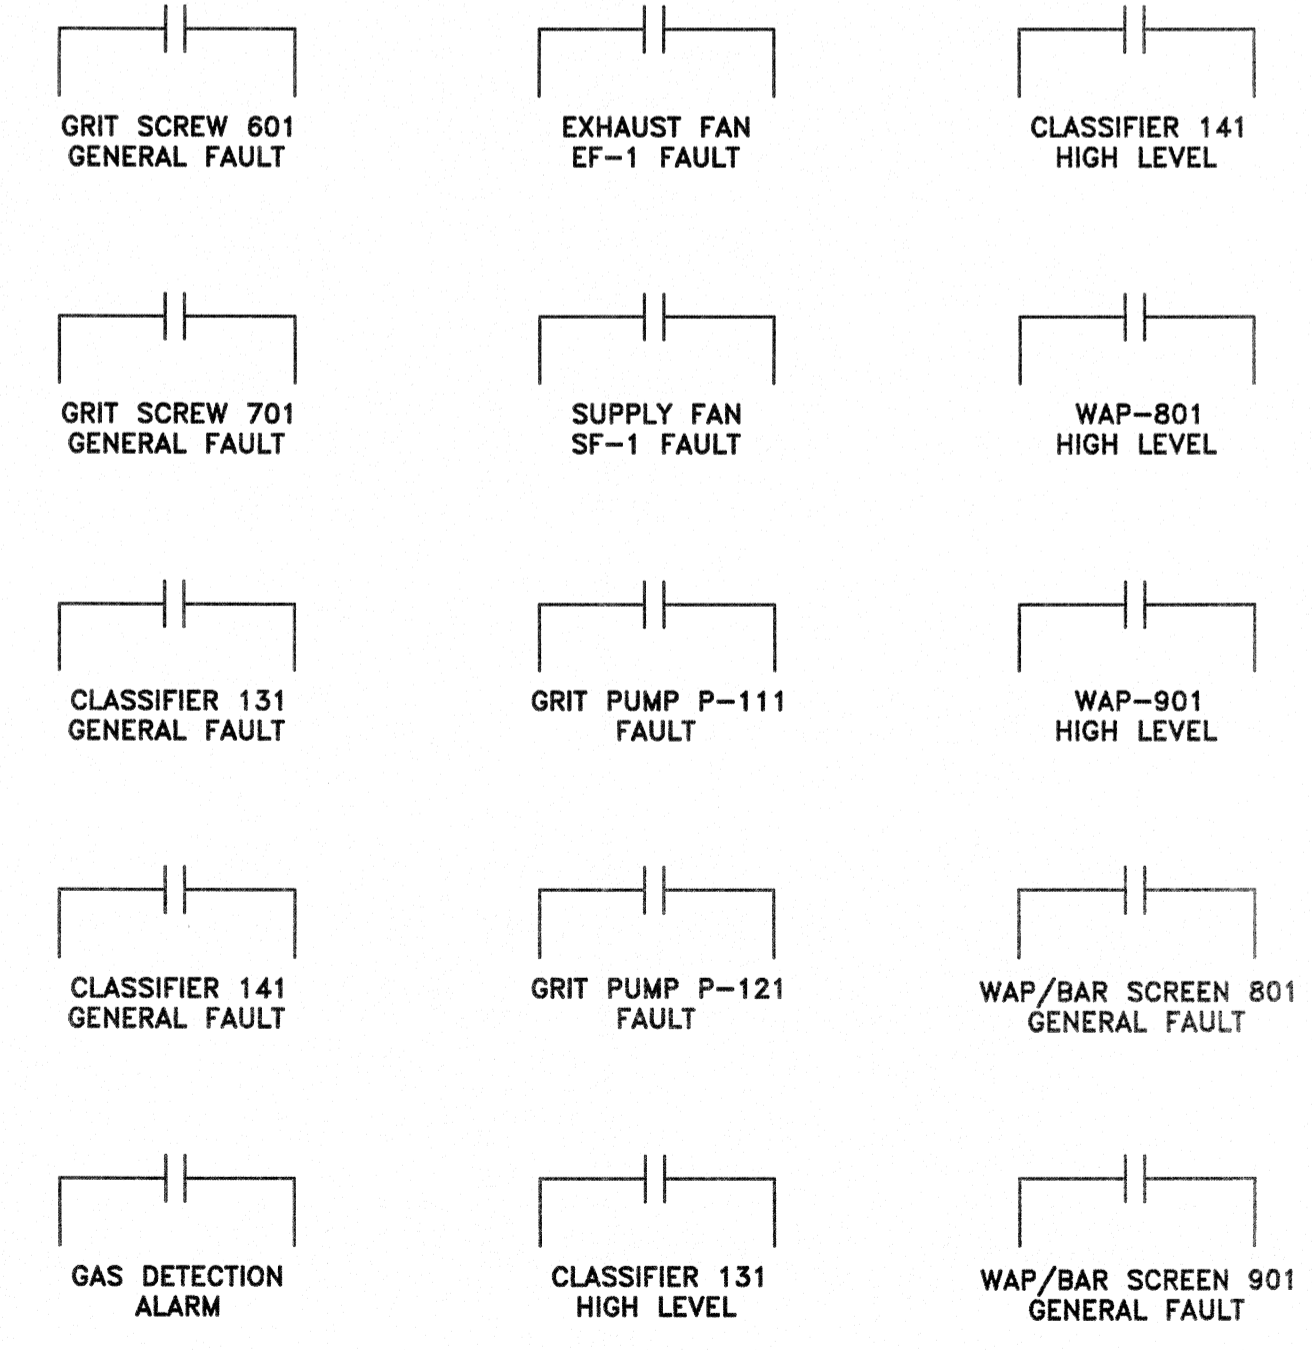 GRIT SCREW 601
GENERAL FAULT
EXHAUST FAN
EF-1 FAULT
CLASSIFIER 141
HIGH LEVEL
GRIT SCREW 701
GENERAL FAULT
SUPPLY FAN
SF-1 FAULT
WAP-801
HIGH LEVEL
CLASSIFIER 131
GENERAL FAULT
GRIT PUMP P-111
FAULT
WAP-901
HIGH LEVEL
CLASSIFIER 141
GENERAL FAULT
GRIT PUMP P-121
FAULT
WAP/BAR SCREEN 801
GENERAL FAULT
GAS DETECTION
ALARM
CLASSIFIER 131
HIGH LEVEL
WAP/BAR SCREEN 901
GENERAL FAULT